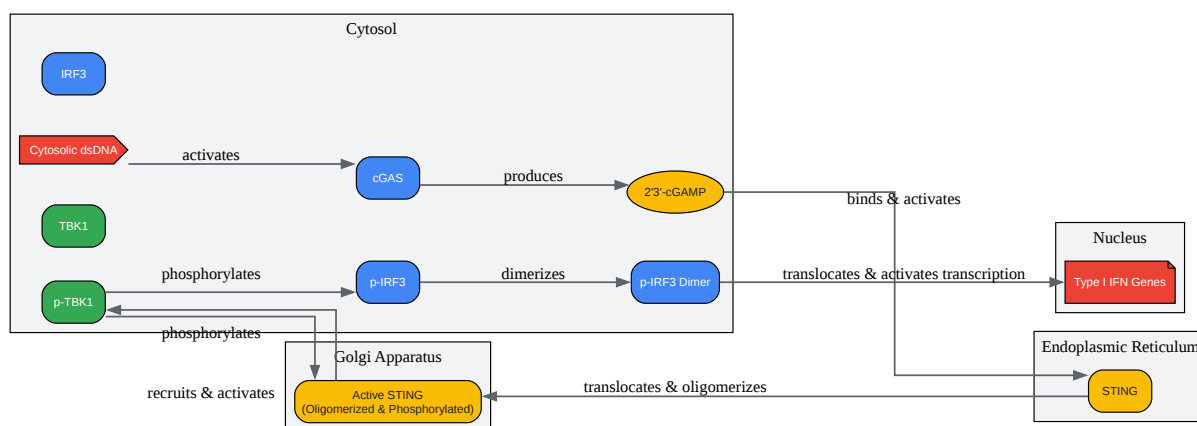 Cytosol
IRF3
Cytosolic dsDNA
activates
cGAS
produces
2'3'-cGAMP
binds & activates
TBK1
Nucleus
phosphorylates
p-IRF3
dimerizes
p-IRF3 Dimer
translocates & activates transcription
Type I IFN Genes
p-TBK1
phosphorylates
Golgi Apparatus
Endoplasmic Reticulum
recruits & activates
Active STING
(Oligomerized & Phosphorylated)
translocates & oligomerizes
STING